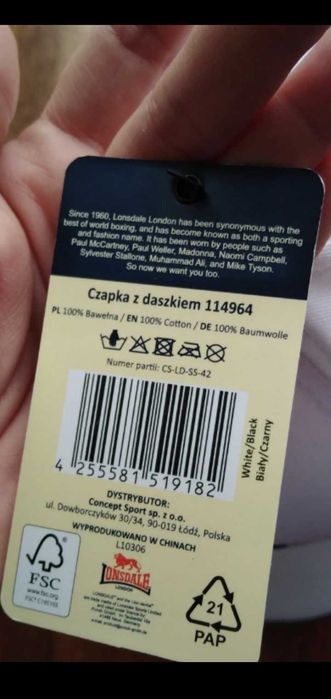 Since 1960, Lonsdale London has been synonymous with the
best of world boxing, and has become known as both a sporting
and fashion name. It has been worn by people such as
Paul McCartney, Paul Weller, Madonna, Naomi Campbell,
Sylvester Stallone, Muhammad Ali, and Mike Tyson.
So now we want you too.
Czapka z daszkiem 114964
PL 100% Bawełna / EN 100% Cotton / DE 100% Baumwolle
Numer partii: CS-LD-SS-42
4 255581 519182
White/Black
Biały/Czarny
DYSTRYBUTOR:
Concept Sport sp. z o.o.
ul. Dowborczyków 30/34, 90-019 Łódź, Polska
WYPRODUKOWANO W CHINACH
L10306
FSC
www.fsc.org
LONSDALE
LONDON
21
PAP